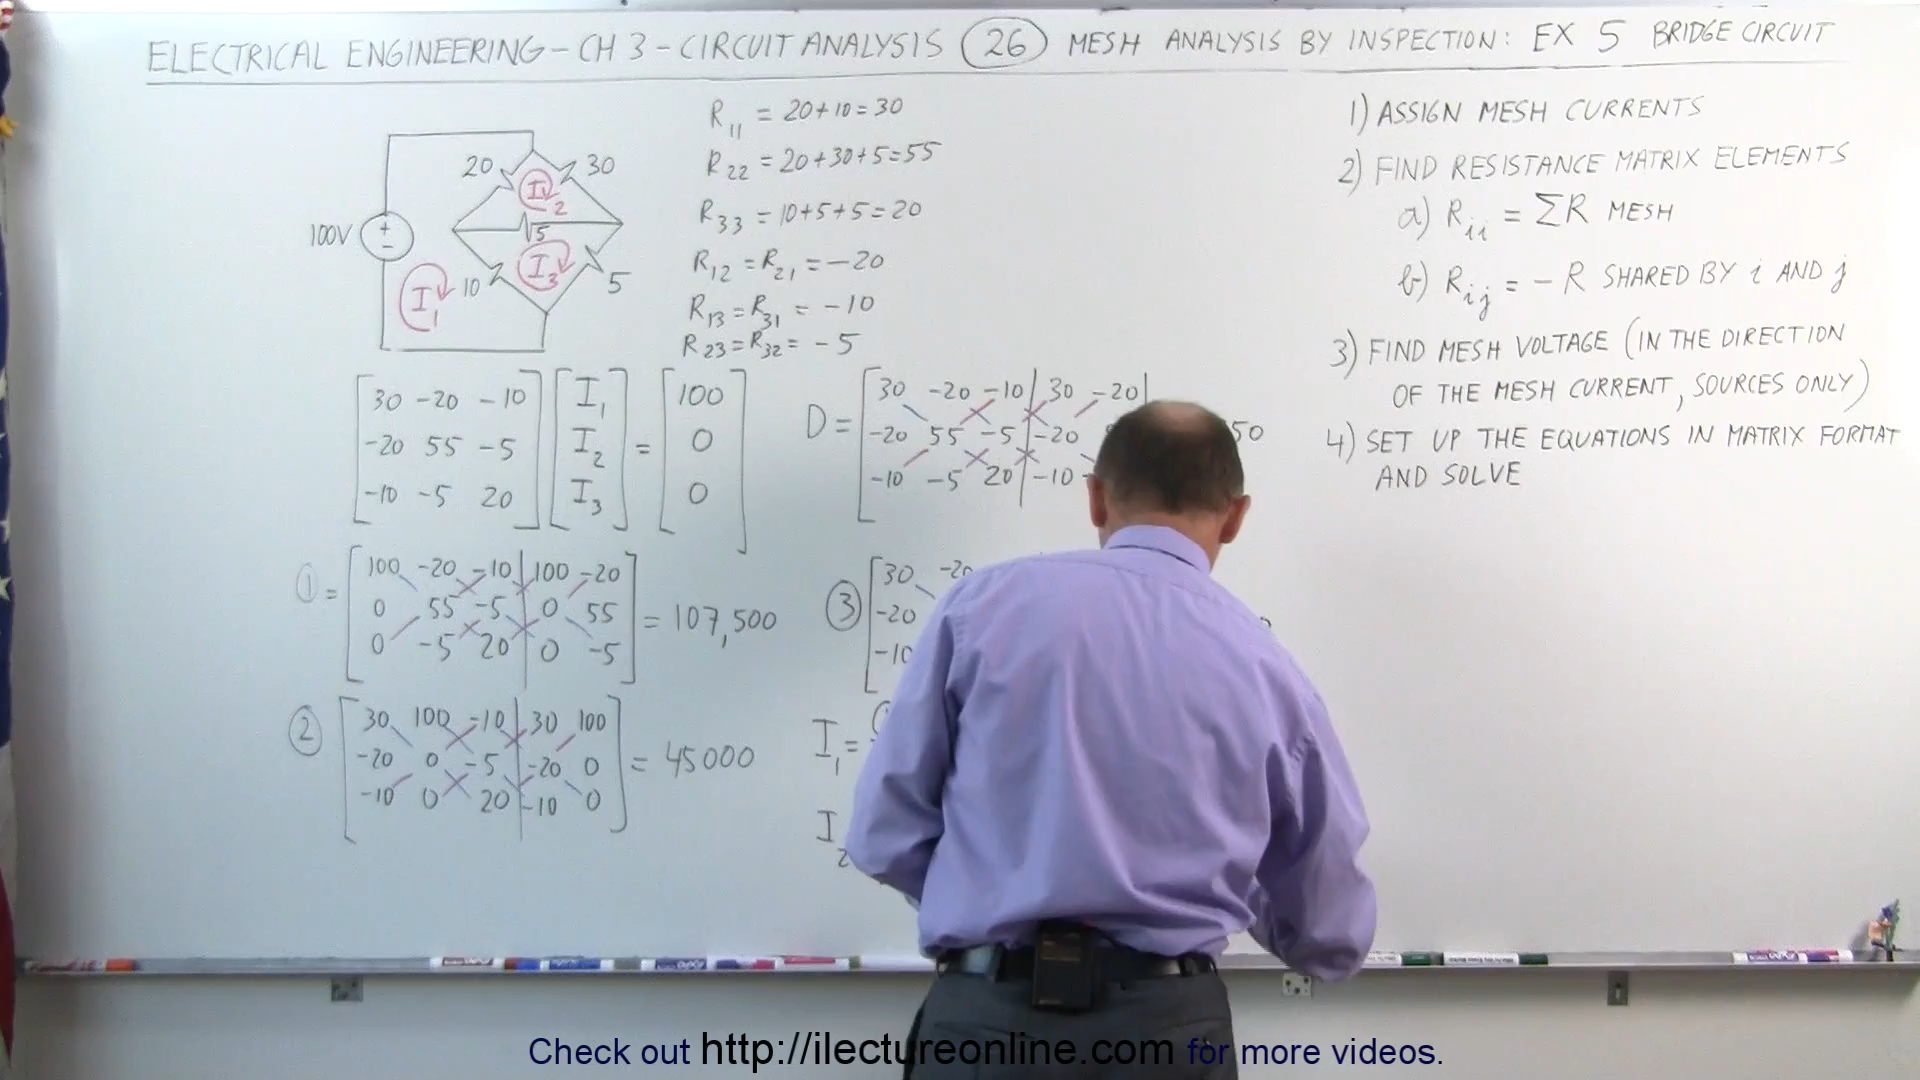 ELECTRICAL ENGINEERING - CH 3 - CIRCUIT ANALYSIS 26 MESH ANALYSIS BY INSPECTION: EX 5 BRIDGE CIRCUIT
20 30
I2
5
100V + -
I3
I1 10 5
R11 = 20+10=30
R22 = 20+30+5=55
R33 = 10+5+5=20
R12 = R21 = -20
R13 = R31 = -10
R23 = R32 = -5
30 -20 -10 I1 100
-20 55 -5 I2 = 0
-10 -5 20 I3 0
① = 100 -20 -10 100 -20
0 55 -5 0 55 = 107,500
0 -5 20 0 -5
② 30 100 -10 30 100
-20 0 -5 -20 0 = 45000
-10 0 20 -10 0
D = 30 -20 -10 30 -20
-20 55 -5 -20 50
-10 -5 20 -10
③ 30 -20
-20
-10
I1 =
I2
1) ASSIGN MESH CURRENTS
2) FIND RESISTANCE MATRIX ELEMENTS
a) Rii = ΣR MESH
b) Rij = - R SHARED BY i AND j
3) FIND MESH VOLTAGE (IN THE DIRECTION
OF THE MESH CURRENT, SOURCES ONLY)
4) SET UP THE EQUATIONS IN MATRIX FORMAT
AND SOLVE
Check out http://ilectureonline.com for more videos.